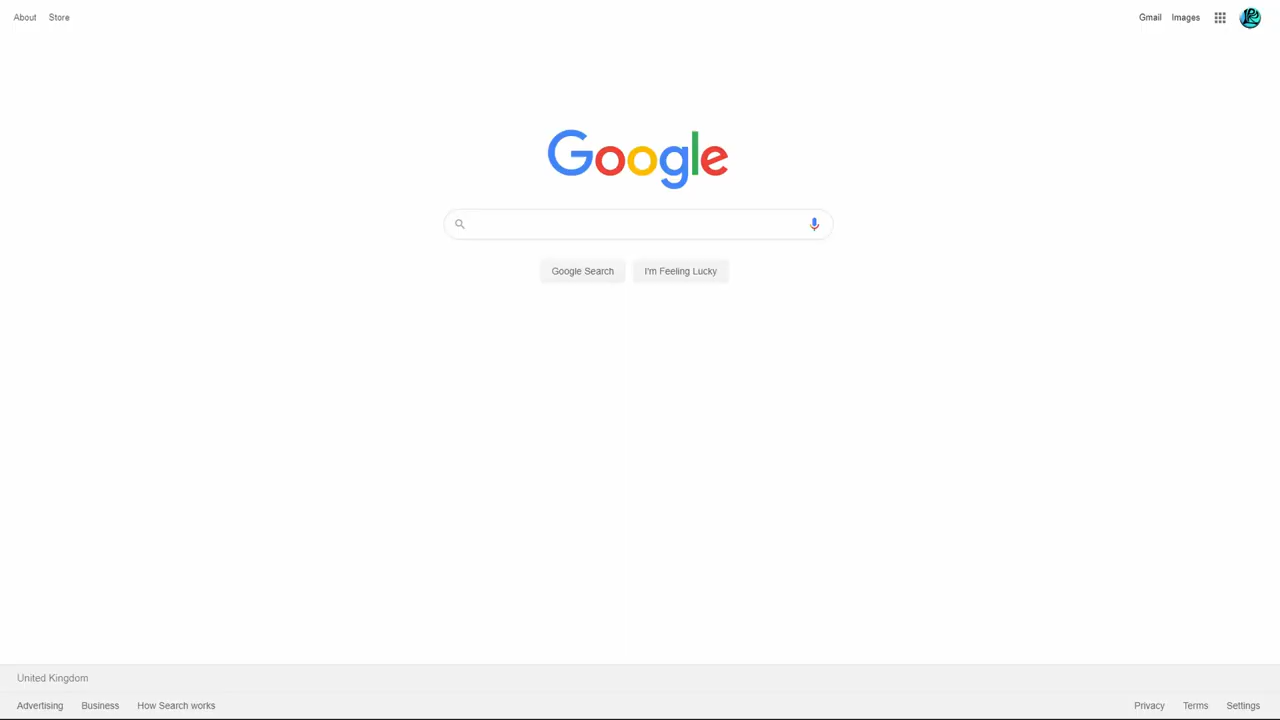 About Store
Gmail Images
Google
Google Search I'm Feeling Lucky
United Kingdom
Advertising Business How Search works
Privacy Terms Settings